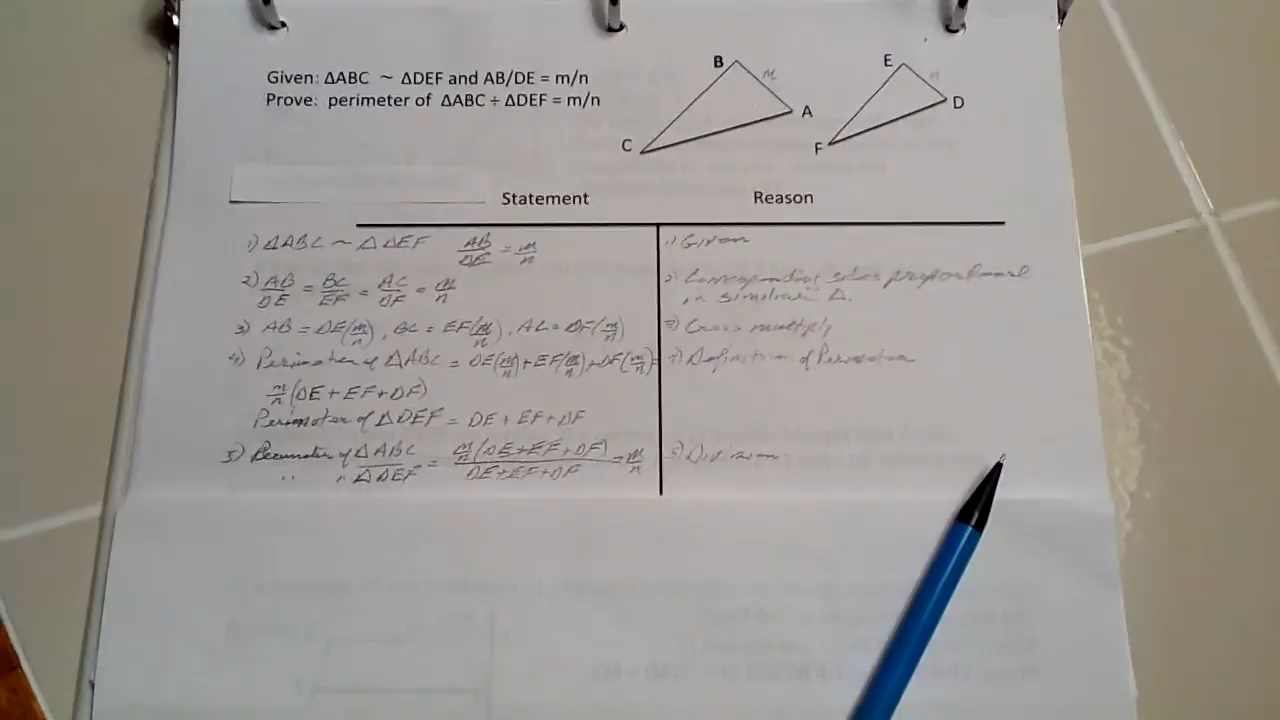 Given: ΔABC ~ ΔDEF and AB/DE = m/n
Prove: perimeter of ΔABC ÷ ΔDEF = m/n
B
M
A
C
E
n
D
F
Statement
Reason
1) ΔABC ~ ΔDEF AB/DE = m/n
1) Given
2) AB/DE = BC/EF = AC/DF = m/n
2) Corresponding sides proportional
in similar Δ.
3) AB = DE(m/n), BC = EF(m/n), AC = DF(m/n)
3) Cross multiply
4) Perimeter of ΔABC = DE(m/n) + EF(m/n) + DF(m/n) =
4) Definition of Perimeter
m/n (DE + EF + DF)
Perimeter of ΔDEF = DE + EF + DF
5) Perimeter of ΔABC / " " ΔDEF = m/n (DE + EF + DF) / DE + EF + DF = m/n
5) Division